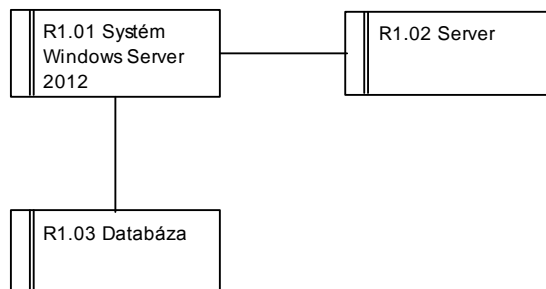 R1.01 Systém
Windows Server
2012
R1.02 Server
R1.03 Databáza